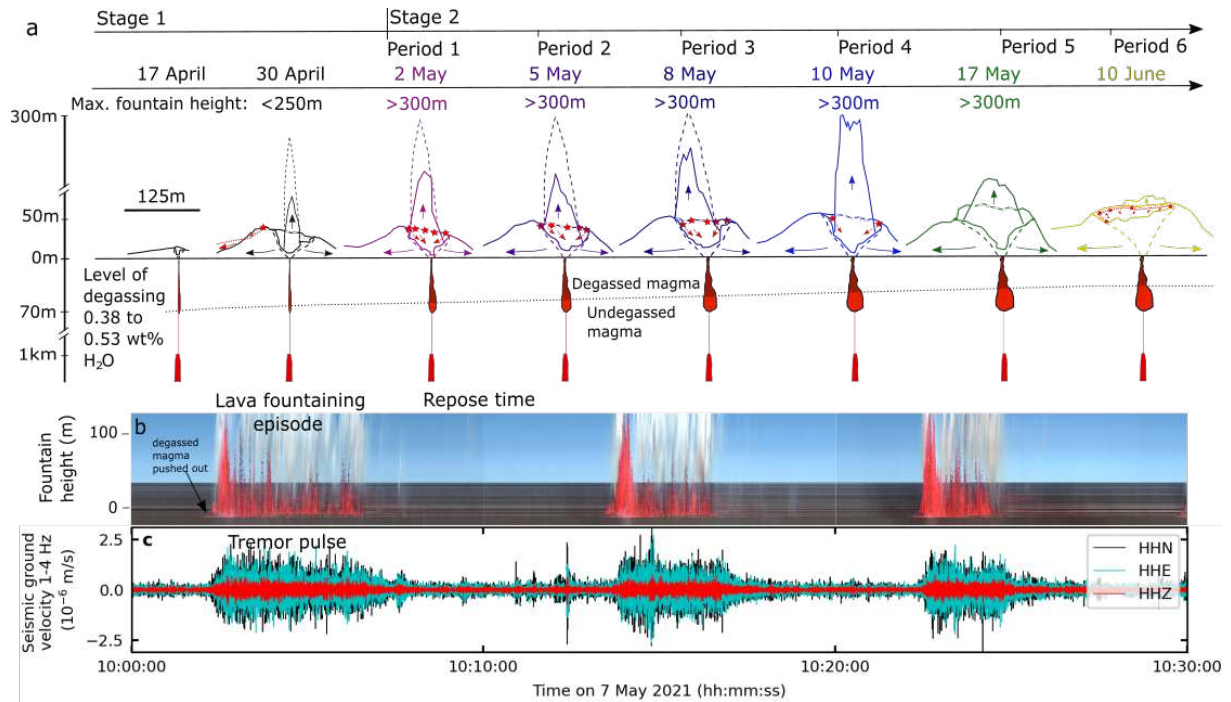 a
Stage 1 Stage 2
Period 1 Period 2 Period 3 Period 4 Period 5 Period 6
17 April 30 April 2 May 5 May 8 May 10 May 17 May 10 June
Max. fountain height: <250m >300m >300m >300m >300m >300m
300m
125m
50m
0m
Level of
degassing
0.38 to
0.53 wt%
H₂O
70m
1km
Degassed magma
Undegassed
magma
Lava fountaining
episode
Repose time
b
degassed
magma
pushed out
Fountain
height (m)
100
0
c
Tremor pulse
Seismic ground
velocity 1-4 Hz
(10⁻⁶ m/s)
2.5
0.0
−2.5
HHN
HHE
HHZ
10:00:00 10:10:00 10:20:00 10:30:00
Time on 7 May 2021 (hh:mm:ss)